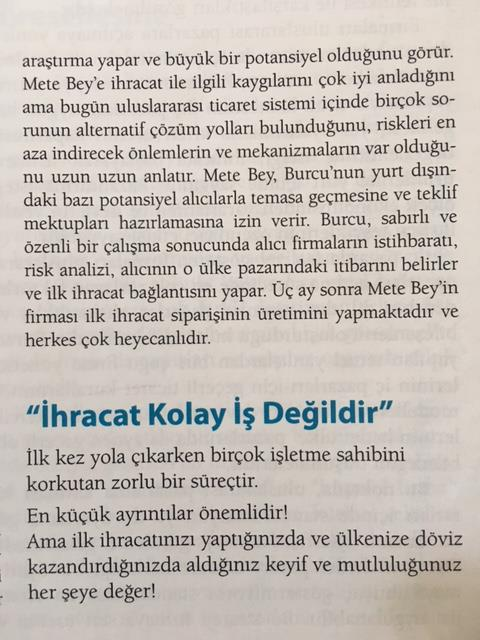 araştırma yapar ve büyük bir potansiyel olduğunu görür.
Mete Bey'e ihracat ile ilgili kaygılarını çok iyi anladığını
ama bugün uluslararası ticaret sistemi içinde birçok so-
runun alternatif çözüm yolları bulunduğunu, riskleri en
aza indirecek önlemlerin ve mekanizmaların var olduğu-
nu uzun uzun anlatır. Mete Bey, Burcu'nun yurt dışın-
daki bazı potansiyel alıcılarla temasa geçmesine ve teklif
mektupları hazırlamasına izin verir. Burcu, sabırlı ve
özenli bir çalışma sonucunda alıcı firmaların istihbaratı,
risk analizi, alıcının o ülke pazarındaki itibarını belirler
ve ilk ihracat bağlantısını yapar. Üç ay sonra Mete Bey'in
firması ilk ihracat siparişinin üretimini yapmaktadır ve
herkes çok heyecanlıdır.
"İhracat Kolay İş Değildir"
İlk kez yola çıkarken birçok işletme sahibini
korkutan zorlu bir süreçtir.
En küçük ayrıntılar önemlidir!
Ama ilk ihracatınızı yaptığınızda ve ülkenize döviz
kazandırdığınızda aldığınız keyif ve mutluluğunuz
her şeye değer!